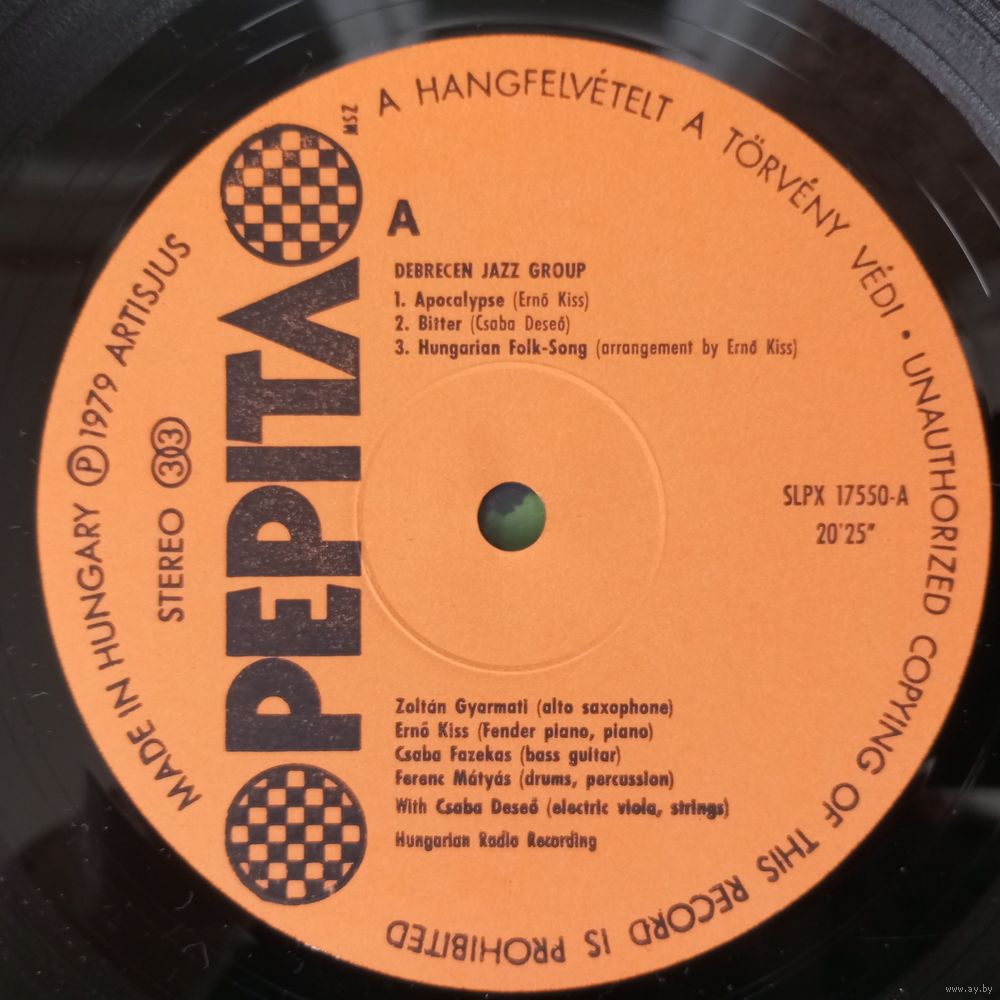 A HANGFELVÉTELT A TÖRVÉNY VÉDI • UNAUTHORIZED COPYING OF THIS RECORD IS PROHIBITED
MADE IN HUNGARY Ⓟ 1979 ARTISJUS
STEREO 33
PEPITA
MSZ
A
DEBRECEN JAZZ GROUP
1. Apocalypse (Ernő Kiss)
2. Bitter (Csaba Deseő)
3. Hungarian Folk-Song (arrangement by Ernő Kiss)
SLPX 17550-A
20'25"
Zoltán Gyarmati (alto saxophone)
Ernő Kiss (Fender piano, piano)
Csaba Fazekas (bass guitar)
Ferenc Mátyás (drums, percussion)
With Csaba Deseő (electric viola, strings)
Hungarian Radio Recording
www.ay.by